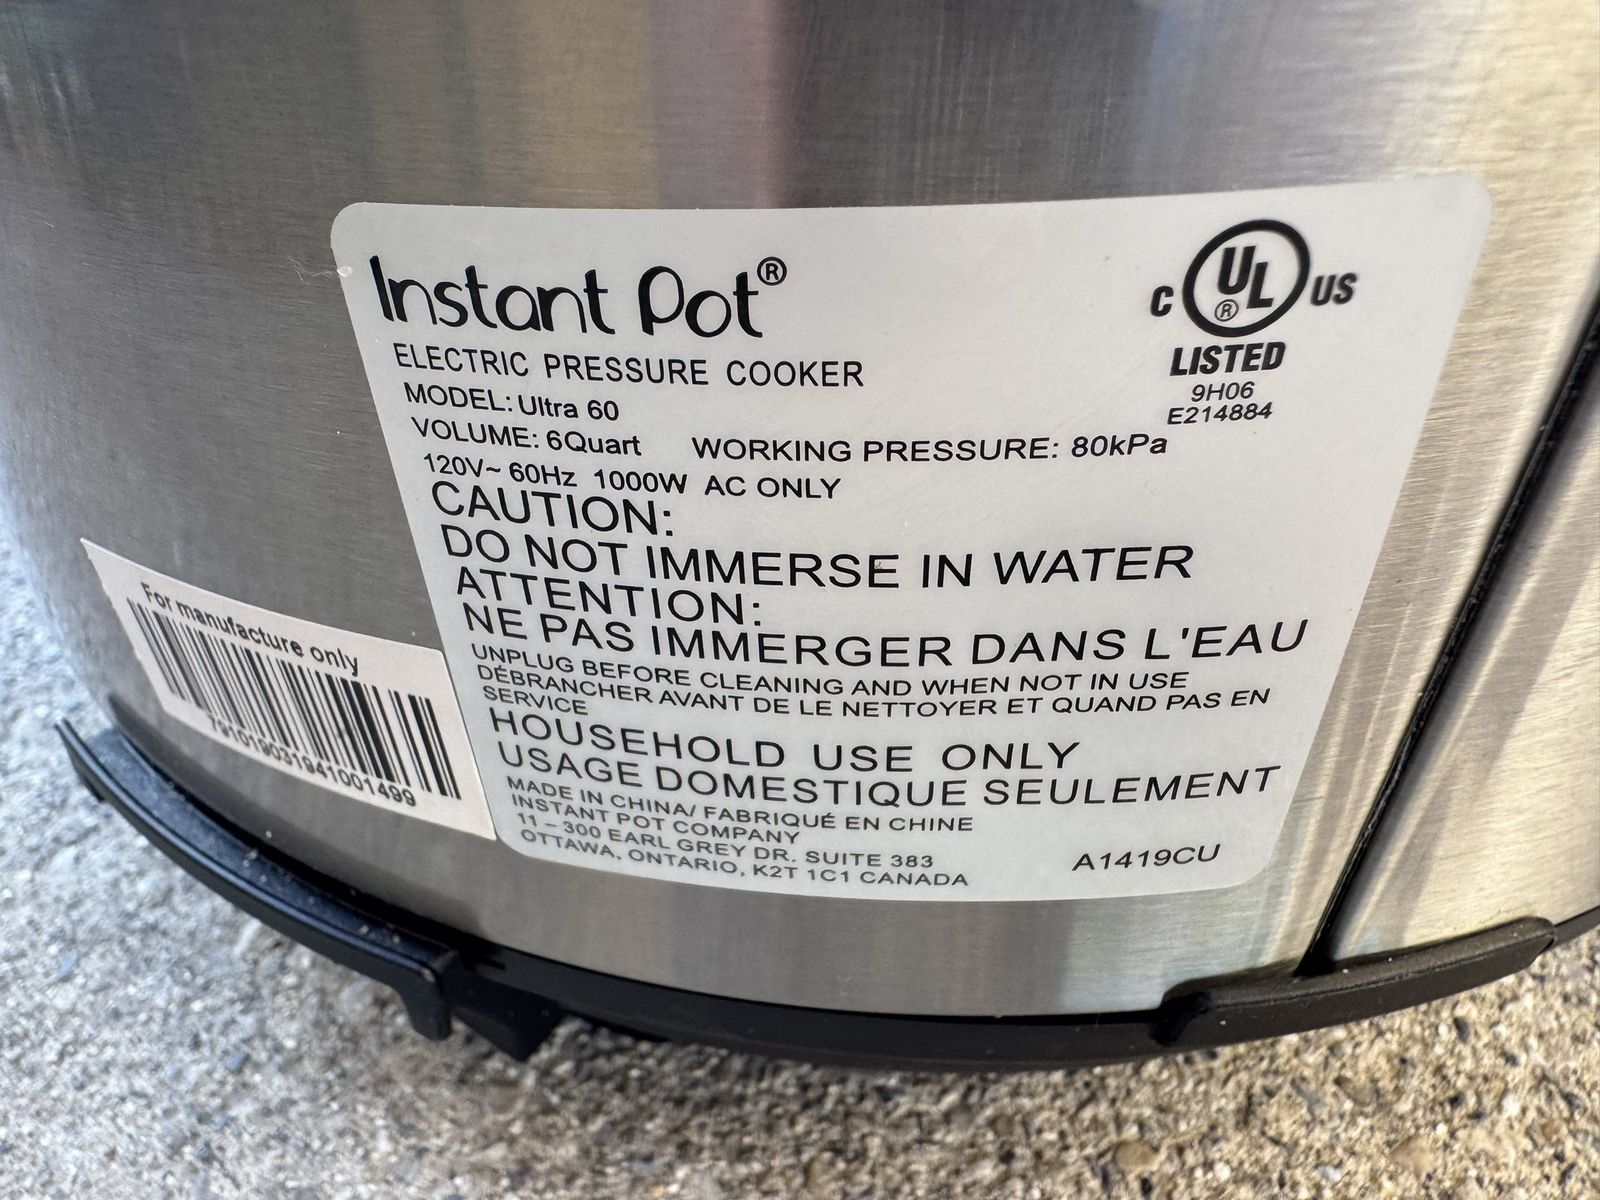 Instant Pot®
ELECTRIC PRESSURE COOKER
MODEL: Ultra 60
VOLUME: 6Quart WORKING PRESSURE: 80kPa
120V~ 60Hz 1000W AC ONLY
C UL® US
LISTED
9H06
E214884
CAUTION:
DO NOT IMMERSE IN WATER
ATTENTION:
NE PAS IMMERGER DANS L'EAU
UNPLUG BEFORE CLEANING AND WHEN NOT IN USE
DÉBRANCHER AVANT DE LE NETTOYER ET QUAND PAS EN
SERVICE
HOUSEHOLD USE ONLY
USAGE DOMESTIQUE SEULEMENT
MADE IN CHINA/ FABRIQUÉ EN CHINE
INSTANT POT COMPANY
11 – 300 EARL GREY DR. SUITE 383
OTTAWA, ONTARIO, K2T 1C1 CANADA
A1419CU
For manufacture only
7910190319410014​99